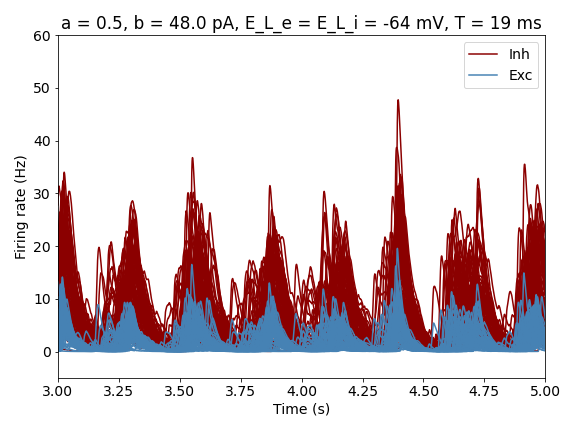 a = 0.5, b = 48.0 pA, E_L_e = E_L_i = -64 mV, T = 19 ms
Inh
Exc
Firing rate (Hz)
60
50
40
30
20
10
0
3.00 3.25 3.50 3.75 4.00 4.25 4.50 4.75 5.00
Time (s)